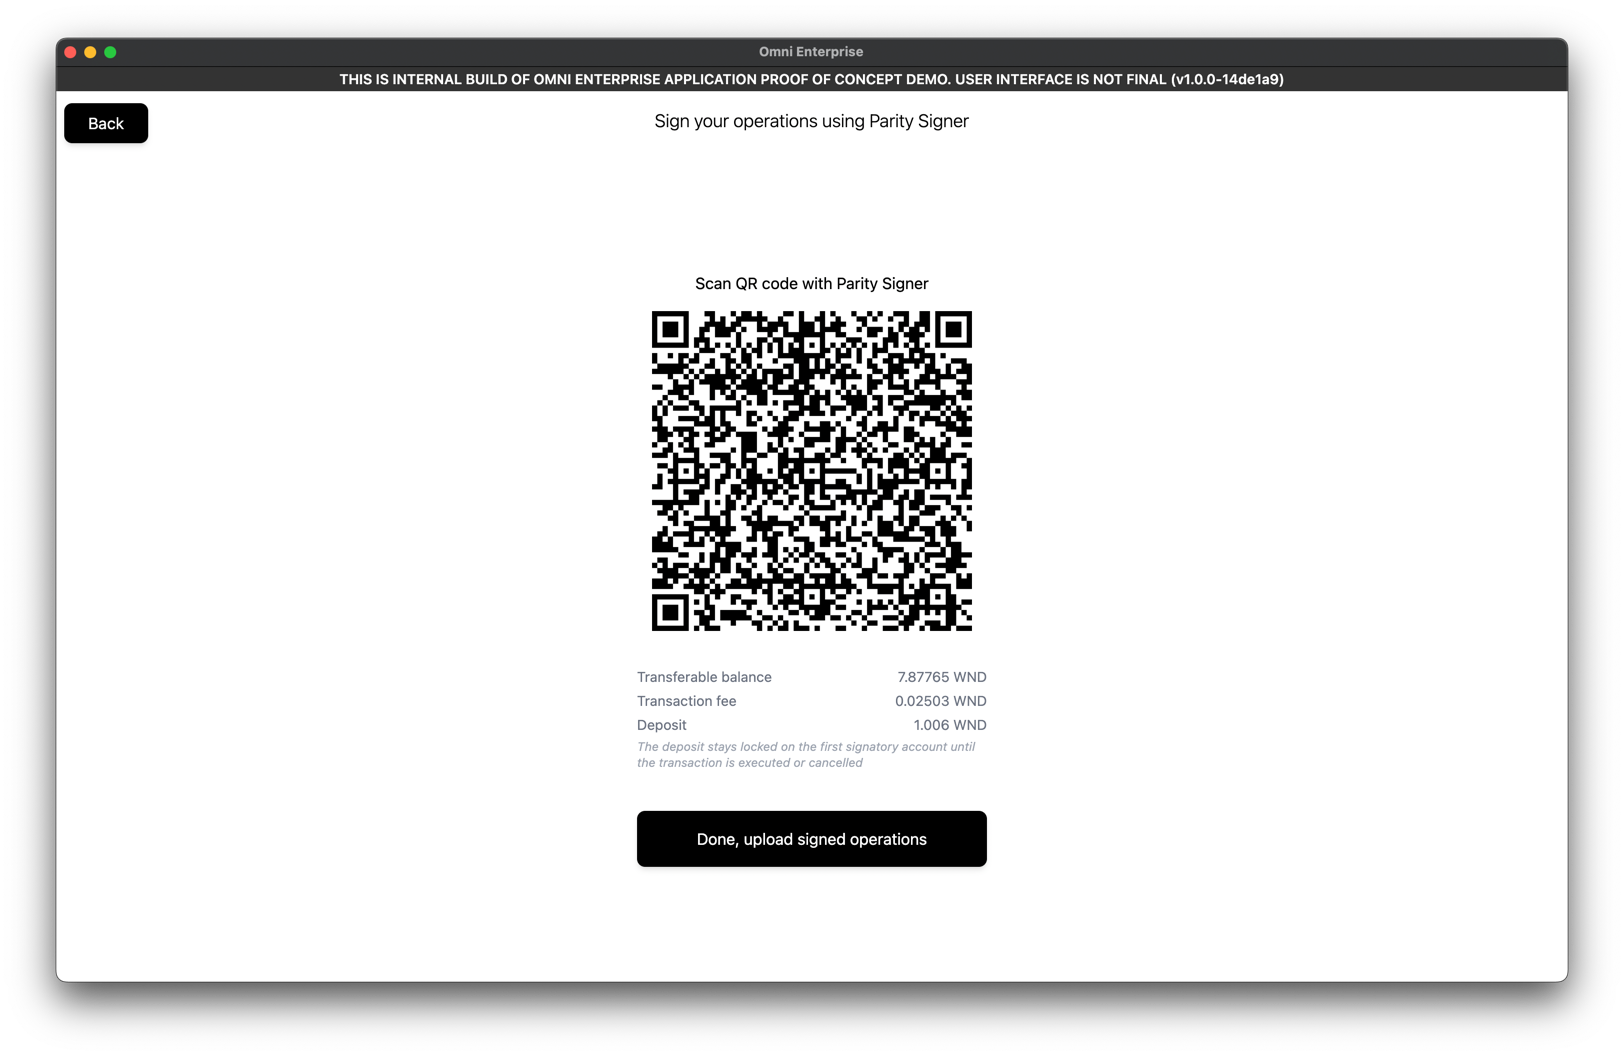 Omni Enterprise
THIS IS INTERNAL BUILD OF OMNI ENTERPRISE APPLICATION PROOF OF CONCEPT DEMO. USER INTERFACE IS NOT FINAL (v1.0.0-14de1a9)
Back
Sign your operations using Parity Signer
Scan QR code with Parity Signer
Transferable balance 7.87765 WND
Transaction fee 0.02503 WND
Deposit 1.006 WND
The deposit stays locked on the first signatory account until
the transaction is executed or cancelled
Done, upload signed operations